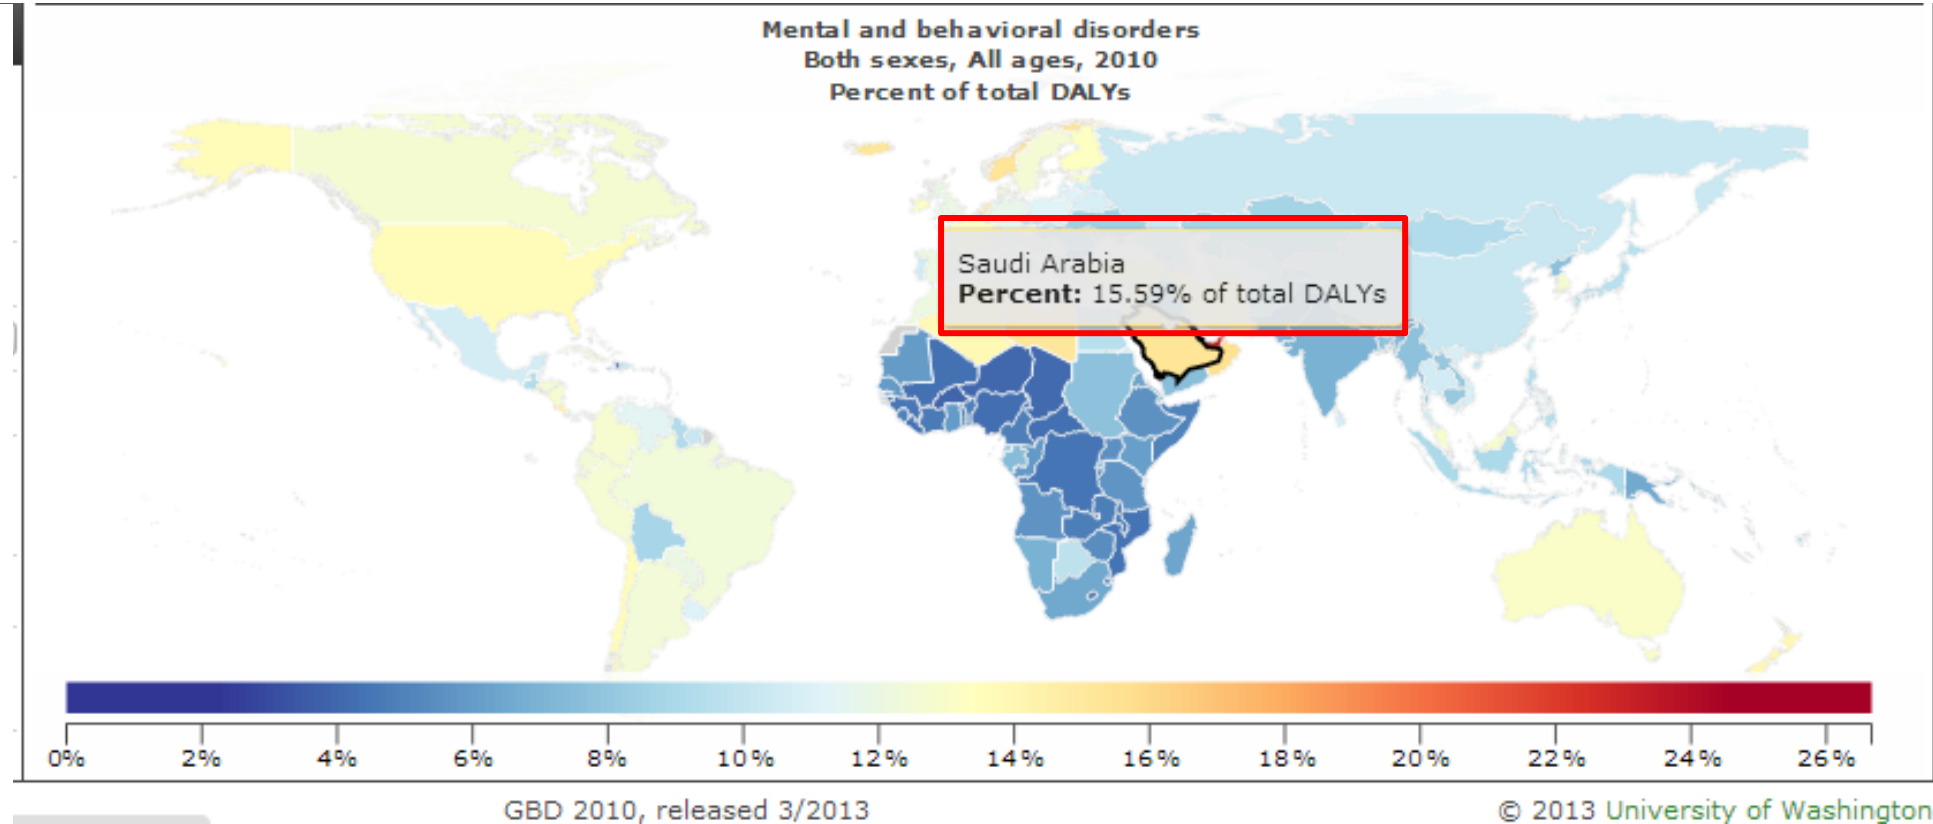 Mental and behavioral disorders
Both sexes, All ages, 2010
Percent of total DALYs
Saudi Arabia
Percent: 15.59% of total DALYs
0% 2% 4% 6% 8% 10% 12% 14% 16% 18% 20% 22% 24% 26%
GBD 2010, released 3/2013
© 2013 University of Washington